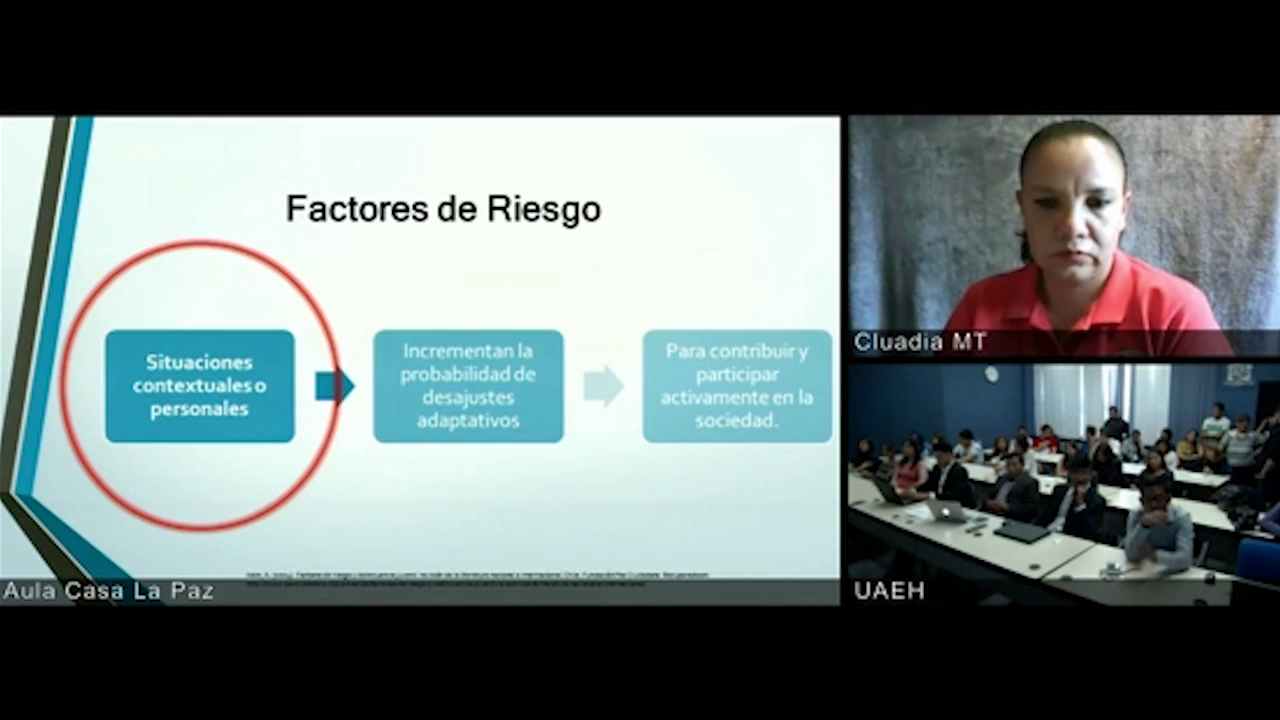 Factores de Riesgo
Situaciones
contextuales o
personales
Incrementan la
probabilidad de
desajustes
adaptativos
Para contribuir y
participar
activamente en la
sociedad.
Aula Casa La Paz
Cluadia MT
UAEH